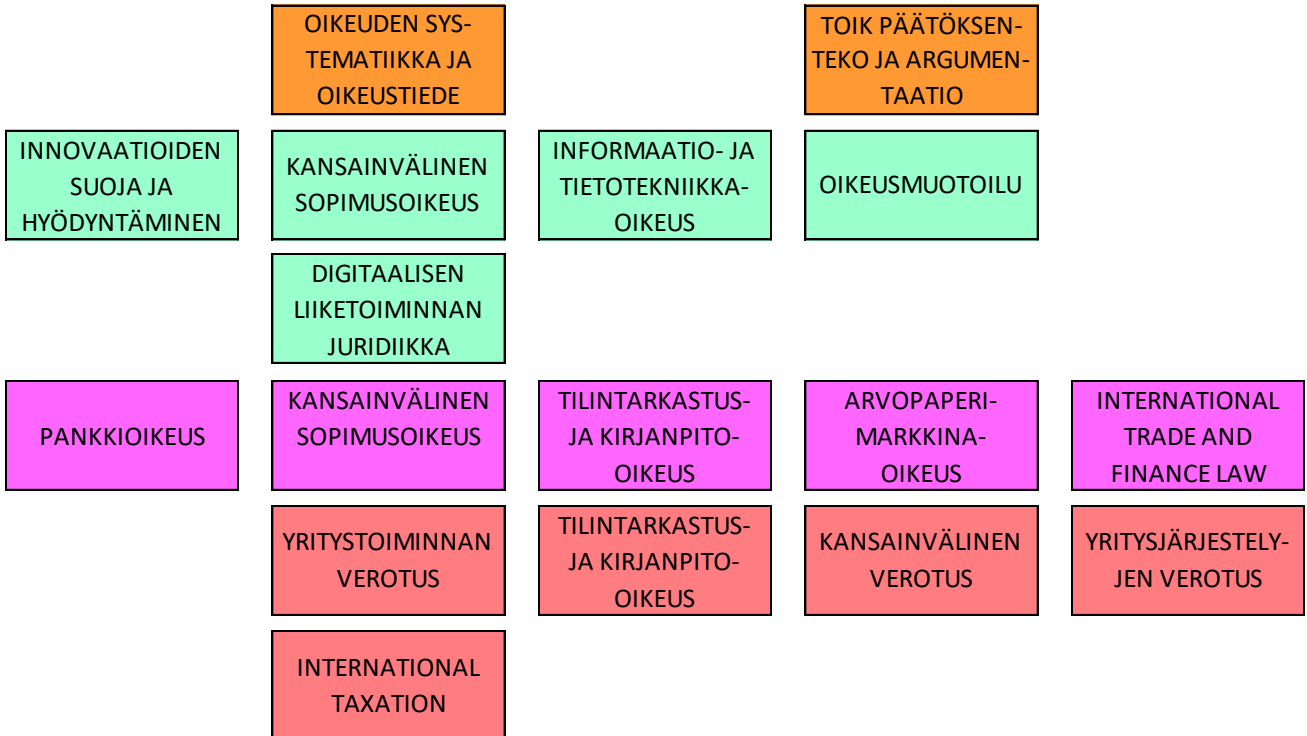 OIKEUDEN SYS-
TEMATIIKKA JA
OIKEUSTIEDE
TOIK PÄÄTÖKSEN-
TEKO JA ARGUMEN-
TAATIO
INNOVAATIOIDEN
SUOJA JA
HYÖDYNTÄMINEN
KANSAINVÄLINEN
SOPIMUSOIKEUS
INFORMAATIO- JA
TIETOTEKNIIKKA-
OIKEUS
OIKEUSMUOTOILU
DIGITAALISEN
LIIKETOIMINNAN
JURIDIIKKA
PANKKIOIKEUS
KANSAINVÄLINEN
SOPIMUSOIKEUS
TILINTARKASTUS-
JA KIRJANPITO-
OIKEUS
ARVOPAPERI-
MARKKINA-
OIKEUS
INTERNATIONAL
TRADE AND
FINANCE LAW
YRITYSTOIMINNAN
VEROTUS
TILINTARKASTUS-
JA KIRJANPITO-
OIKEUS
KANSAINVÄLINEN
VEROTUS
YRITYSJÄRJESTELY-
JEN VEROTUS
INTERNATIONAL
TAXATION